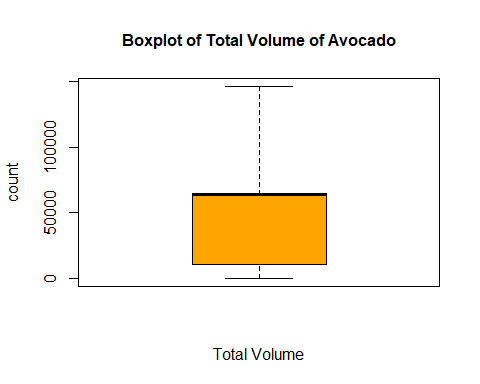 Boxplot of Total Volume of Avocado
count
100000
50000
0
Total Volume